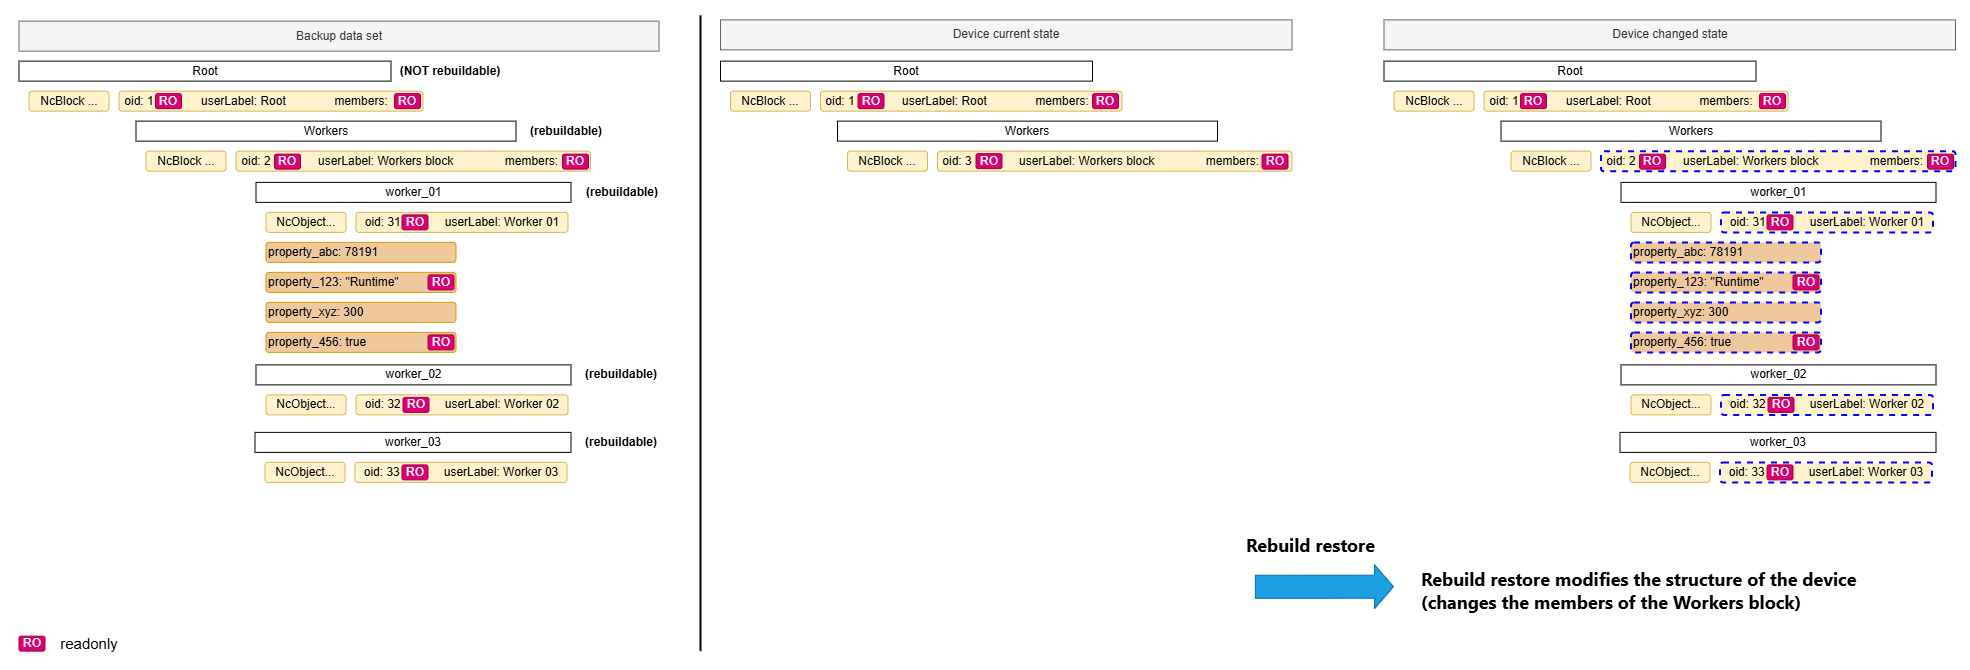 Backup data set
Root
(NOT rebuildable)
NcBlock ...
oid: 1 RO userLabel: Root members: RO
Workers
(rebuildable)
NcBlock ...
oid: 2 RO userLabel: Workers block members: RO
worker_01
(rebuildable)
NcObject...
oid: 31 RO userLabel: Worker 01
property_abc: 78191
property_123: "Runtime" RO
property_xyz: 300
property_456: true RO
worker_02
(rebuildable)
NcObject...
oid: 32 RO userLabel: Worker 02
worker_03
(rebuildable)
NcObject...
oid: 33 RO userLabel: Worker 03
RO readonly
Device current state
Root
NcBlock ...
oid: 1 RO userLabel: Root members: RO
Workers
NcBlock ...
oid: 3 RO userLabel: Workers block members: RO
Device changed state
Root
NcBlock ...
oid: 1 RO userLabel: Root members: RO
Workers
NcBlock ...
oid: 2 RO userLabel: Workers block members: RO
worker_01
NcObject...
oid: 31 RO userLabel: Worker 01
property_abc: 78191
property_123: "Runtime" RO
property_xyz: 300
property_456: true RO
worker_02
NcObject...
oid: 32 RO userLabel: Worker 02
worker_03
NcObject...
oid: 33 RO userLabel: Worker 03
Rebuild restore
Rebuild restore modifies the structure of the device
(changes the members of the Workers block)